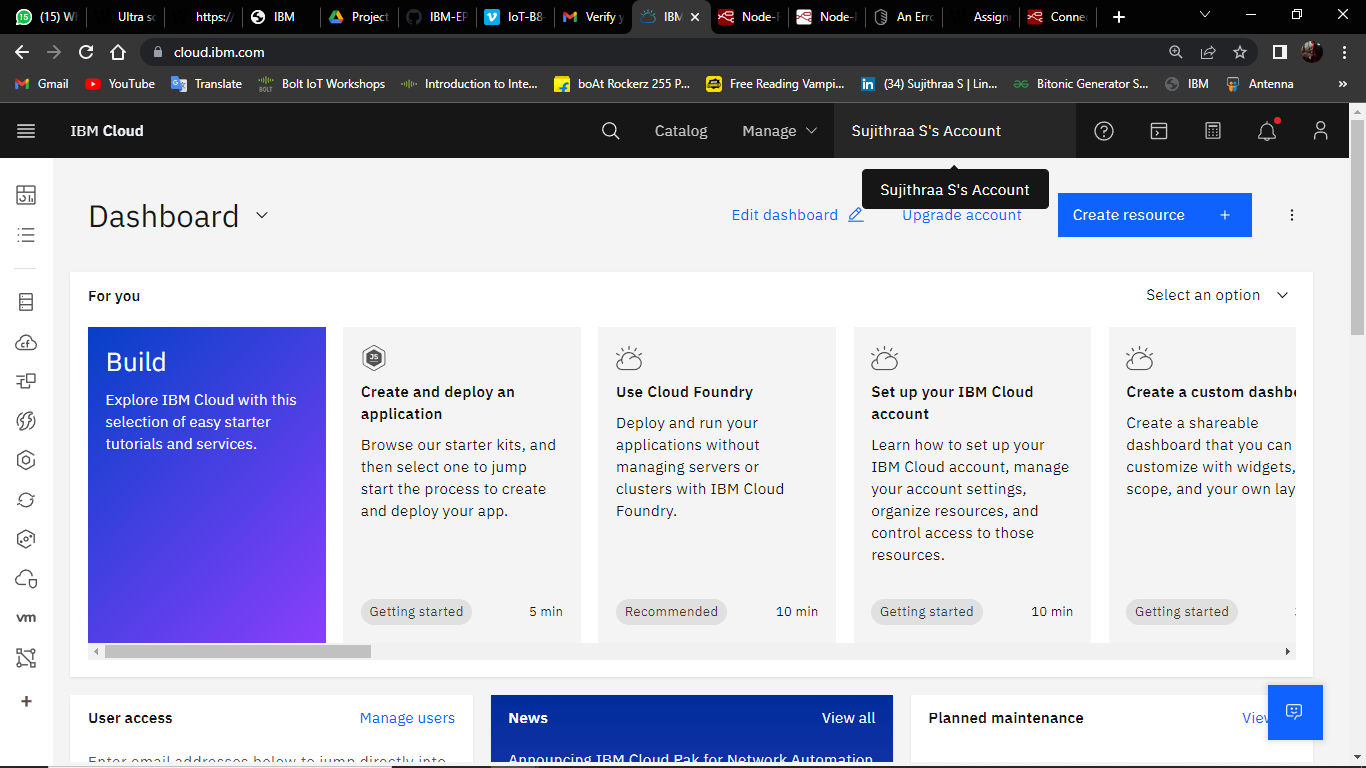 (15) W
Ultra so
https:/
IBM
Project
IBM-EP
IoT-B8-
Verify y
IBM
Node-
Node-
An Erro
Assign
Conne
cloud.ibm.com
Gmail
YouTube
Translate
BOLT
Bolt IoT Workshops
Introduction to Inte...
boAt Rockerz 255 P...
Free Reading Vampi...
(34) Sujithraa S | Lin...
Bitonic Generator S...
IBM
Antenna
»
IBM Cloud
Catalog
Manage
Sujithraa S's Account
Sujithraa S's Account
Dashboard
Edit dashboard
Upgrade account
Create resource +
For you
Select an option
Build
Explore IBM Cloud with this
selection of easy starter
tutorials and services.
JS
Create and deploy an
application
Browse our starter kits, and
then select one to jump
start the process to create
and deploy your app.
Getting started
5 min
Use Cloud Foundry
Deploy and run your
applications without
managing servers or
clusters with IBM Cloud
Foundry.
Recommended
10 min
Set up your IBM Cloud
account
Learn how to set up your
IBM Cloud account, manage
your account settings,
organize resources, and
control access to those
resources.
Getting started
10 min
Create a custom dashb
Create a shareable
dashboard that you can
customize with widgets,
scope, and your own lay
Getting started
cf
vm
User access
Manage users
Enter email addresses below to jump directly into
News
View all
Announcing IBM Cloud Pak for Network Automation
Planned maintenance
View